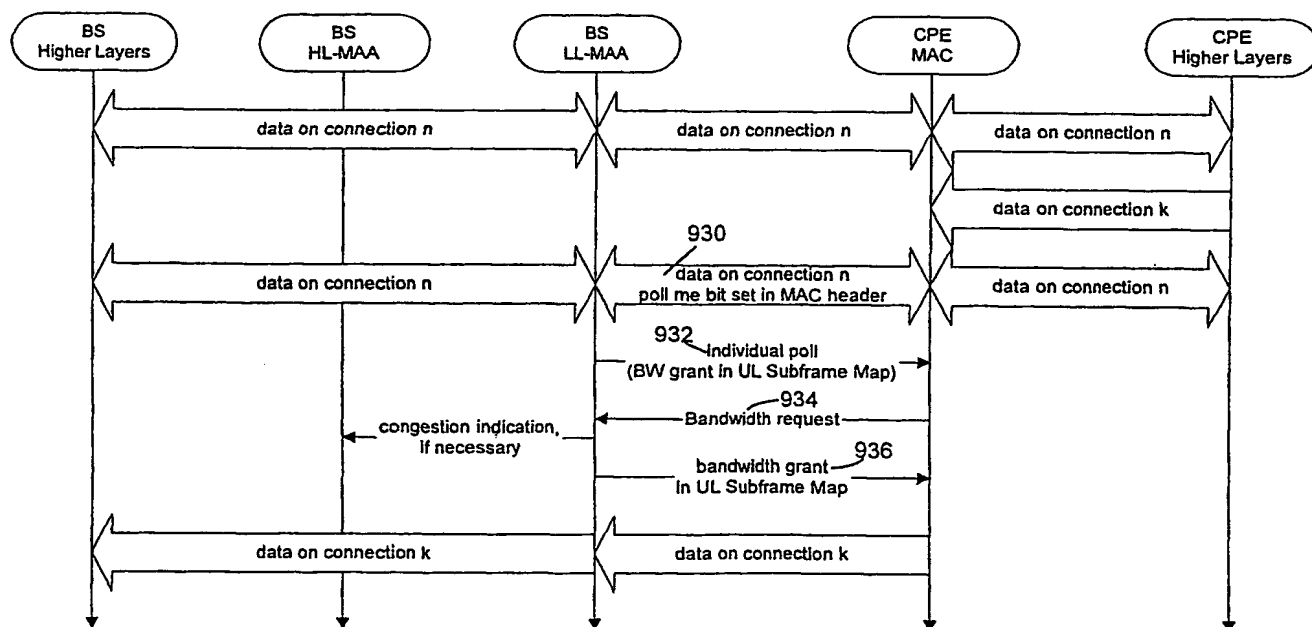 BS
Higher Layers
BS
HL-MAA
BS
LL-MAA
CPE
MAC
CPE
Higher Layers
data on connection n
data on connection n
data on connection n
data on connection k
930
data on connection n
data on connection n
poll me bit set in MAC header
data on connection n
932
individual poll
(BW grant in UL Subframe Map)
934
Bandwidth request
congestion indication,
if necessary
936
bandwidth grant
in UL Subframe Map
data on connection k
data on connection k